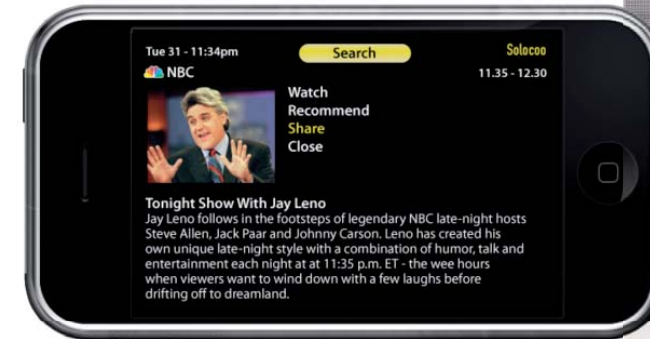 Tue 31 - 11:34pm
Search
Solocoo
NBC
11.35 - 12.30
Watch
Recommend
Share
Close
Tonight Show With Jay Leno
Jay Leno follows in the footsteps of legendary NBC late-night hosts
Steve Allen, Jack Paar and Johnny Carson. Leno has created his
own unique late-night style with a combination of humor, talk and
entertainment each night at at 11:35 p.m. ET - the wee hours
when viewers want to wind down with a few laughs before
drifting off to dreamland.